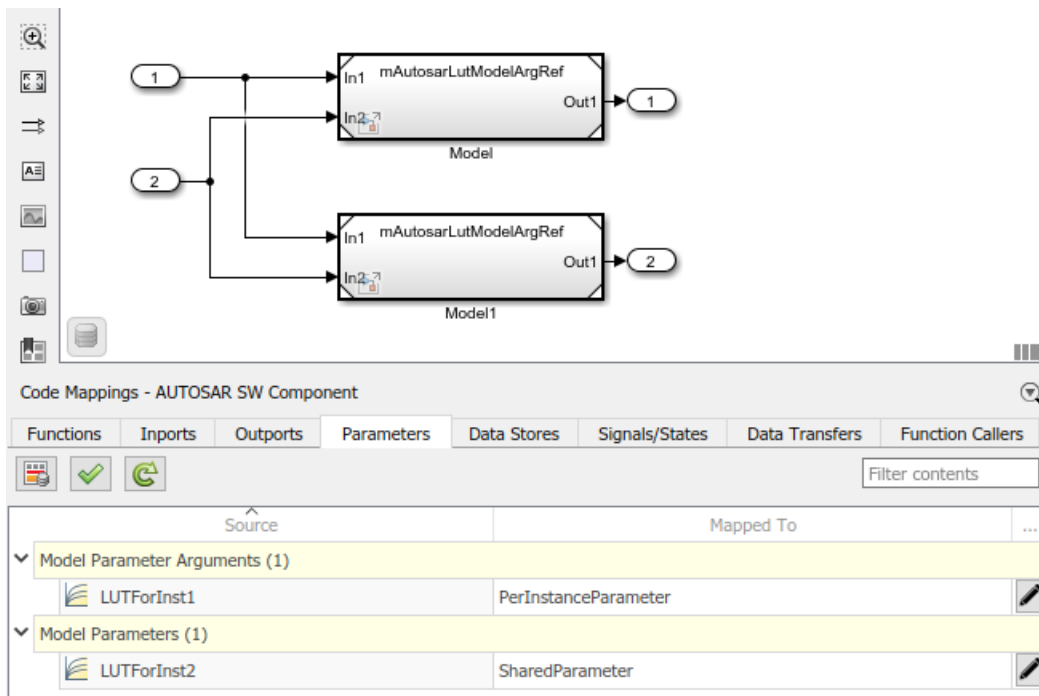 1
In1
mAutosarLutModelArgRef
Out1
1
In2
Model
2
In1
mAutosarLutModelArgRef
Out1
2
In2
Model1
Code Mappings - AUTOSAR SW Component
Functions Inports Outports Parameters Data Stores Signals/States Data Transfers Function Callers
Filter contents
Source Mapped To ...
Model Parameter Arguments (1)
LUTForInst1 PerInstanceParameter
Model Parameters (1)
LUTForInst2 SharedParameter